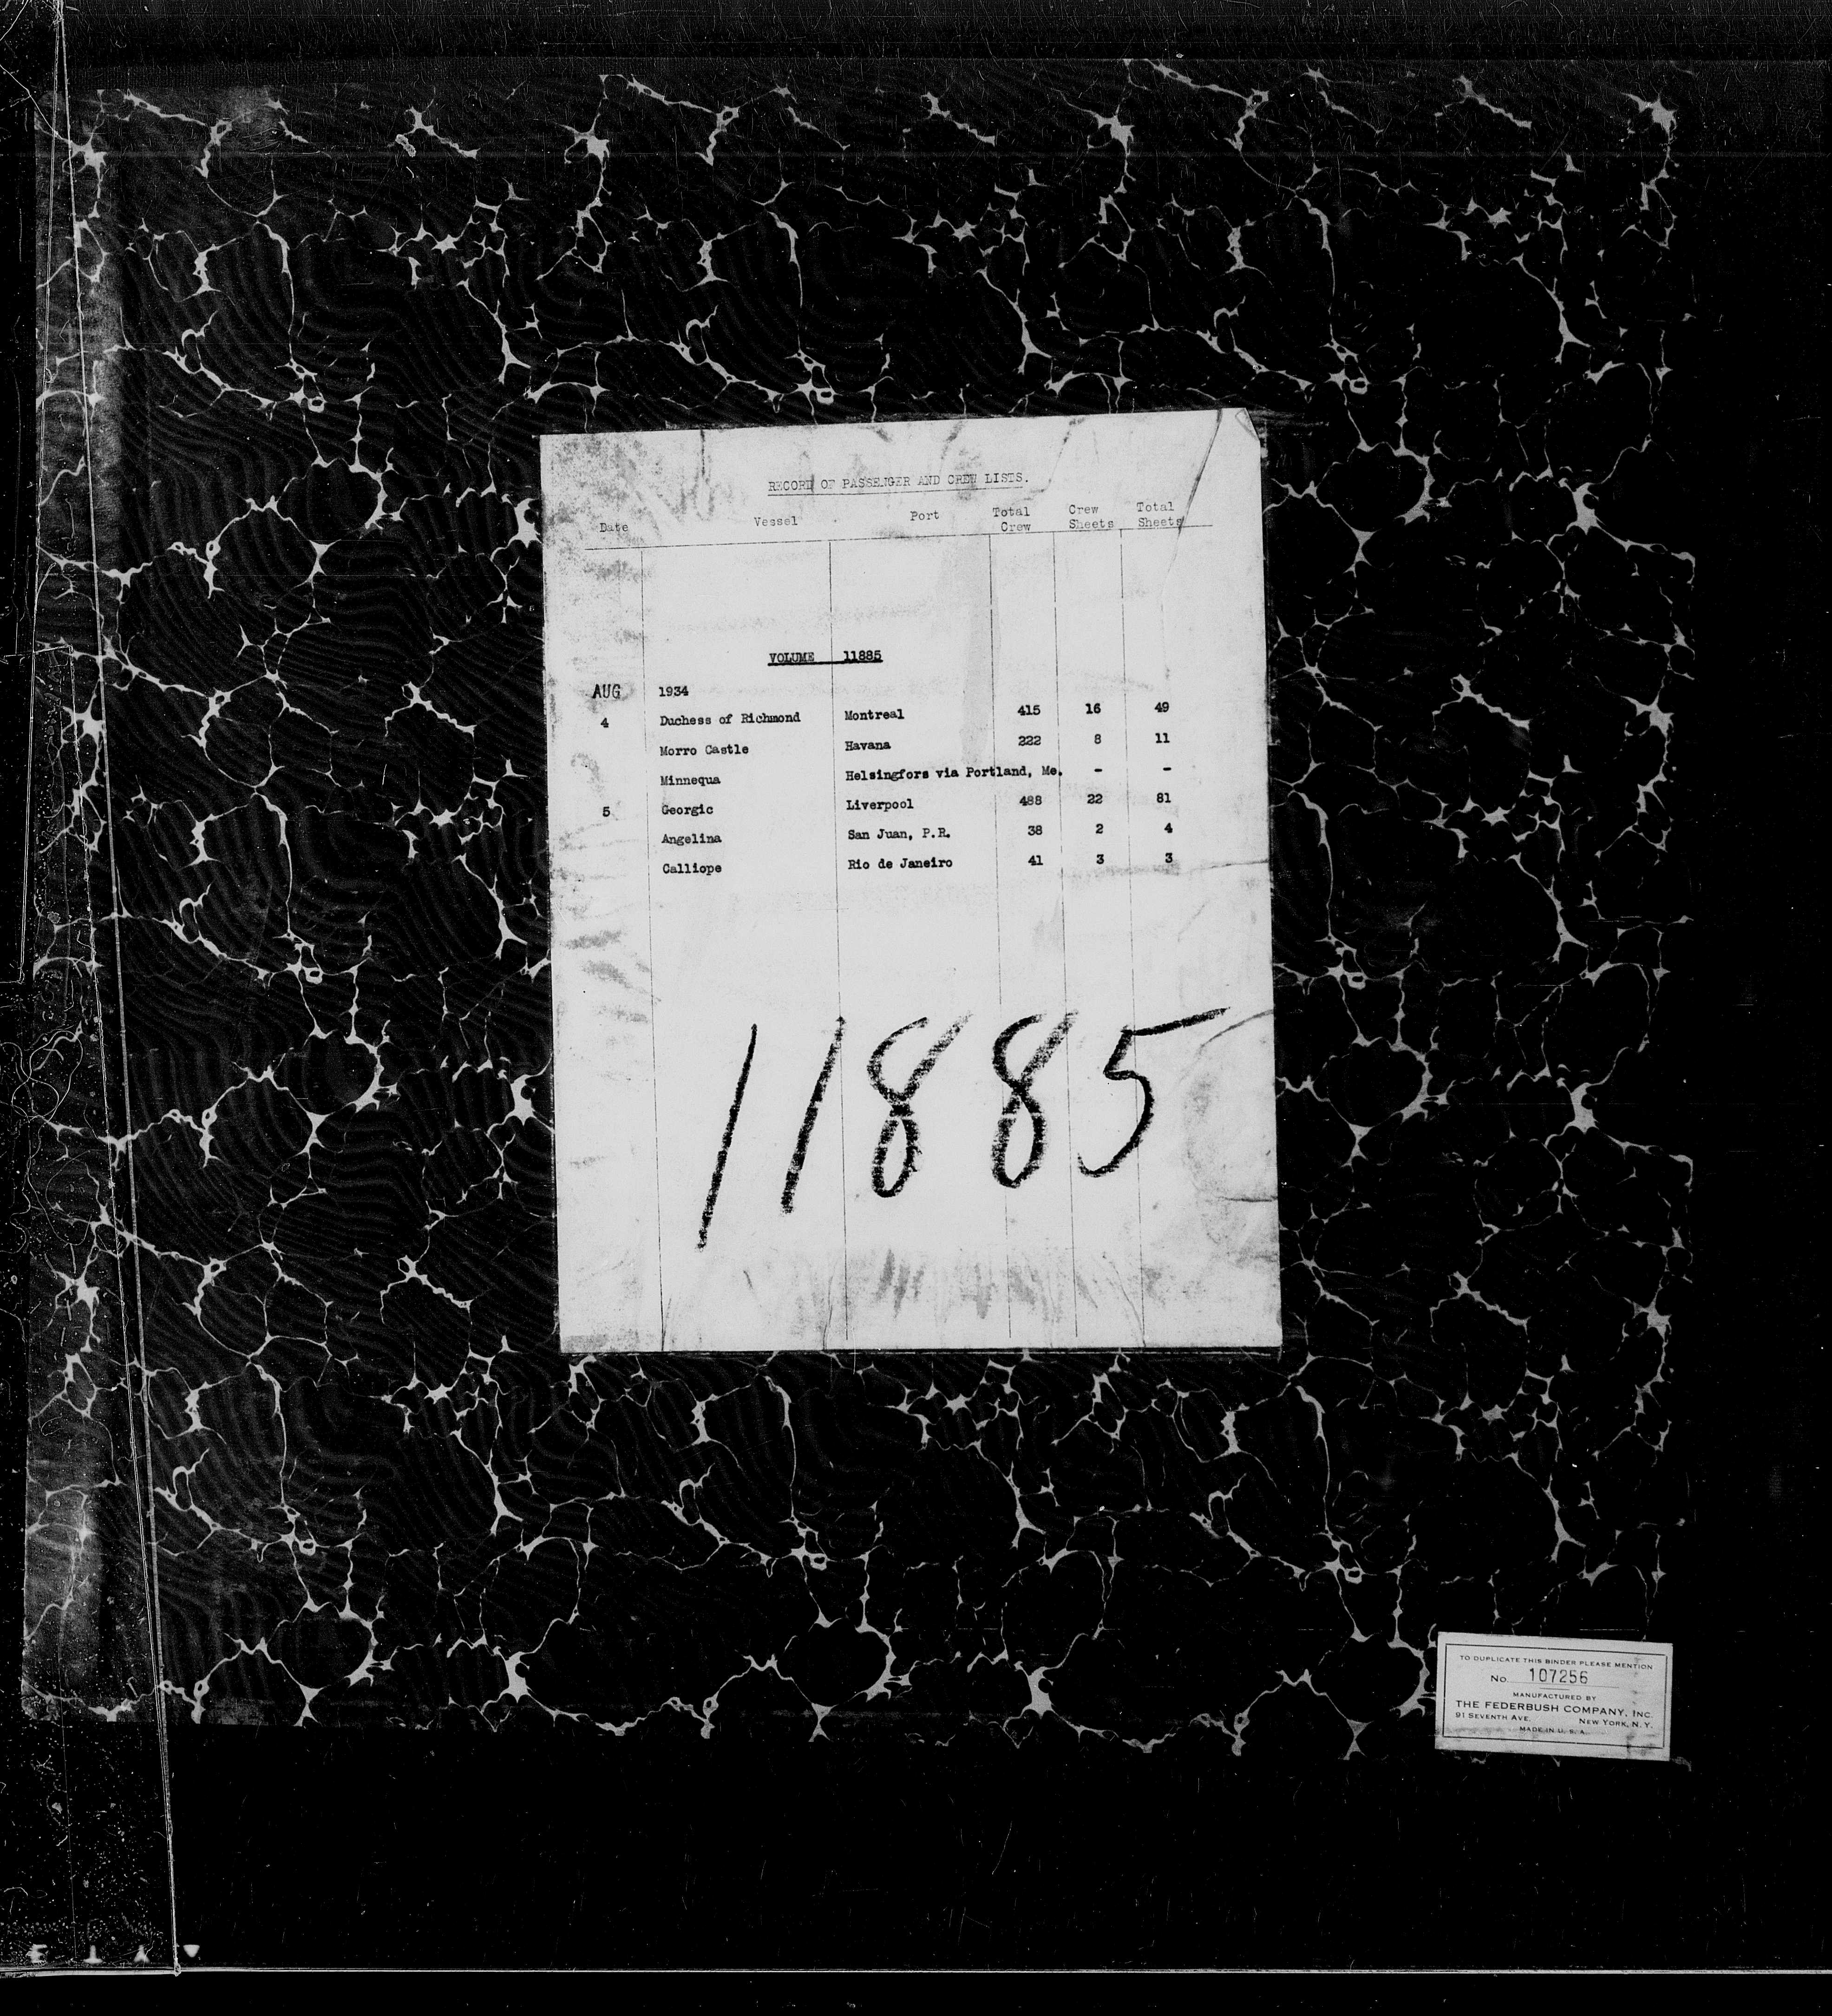 RECORD OF PASSENGER AND CREW LISTS.
Date Vessel Port Total Crew Crew Sheets Total Sheets
VOLUME 11885
AUG 1934
4 Duchess of Richmond Montreal 415 16 49
Morro Castle Havana 222 8 11
Minnequa Helsingfors via Portland, Me. - -
5 Georgic Liverpool 488 22 81
Angelina San Juan, P.R. 38 2 4
Calliope Rio de Janeiro 41 3 3
11885
TO DUPLICATE THIS BINDER PLEASE MENTION
No. 107256
MANUFACTURED BY
THE FEDERBUSH COMPANY, INC.
91 SEVENTH AVE. NEW YORK, N.Y.
MADE IN U.S.A.